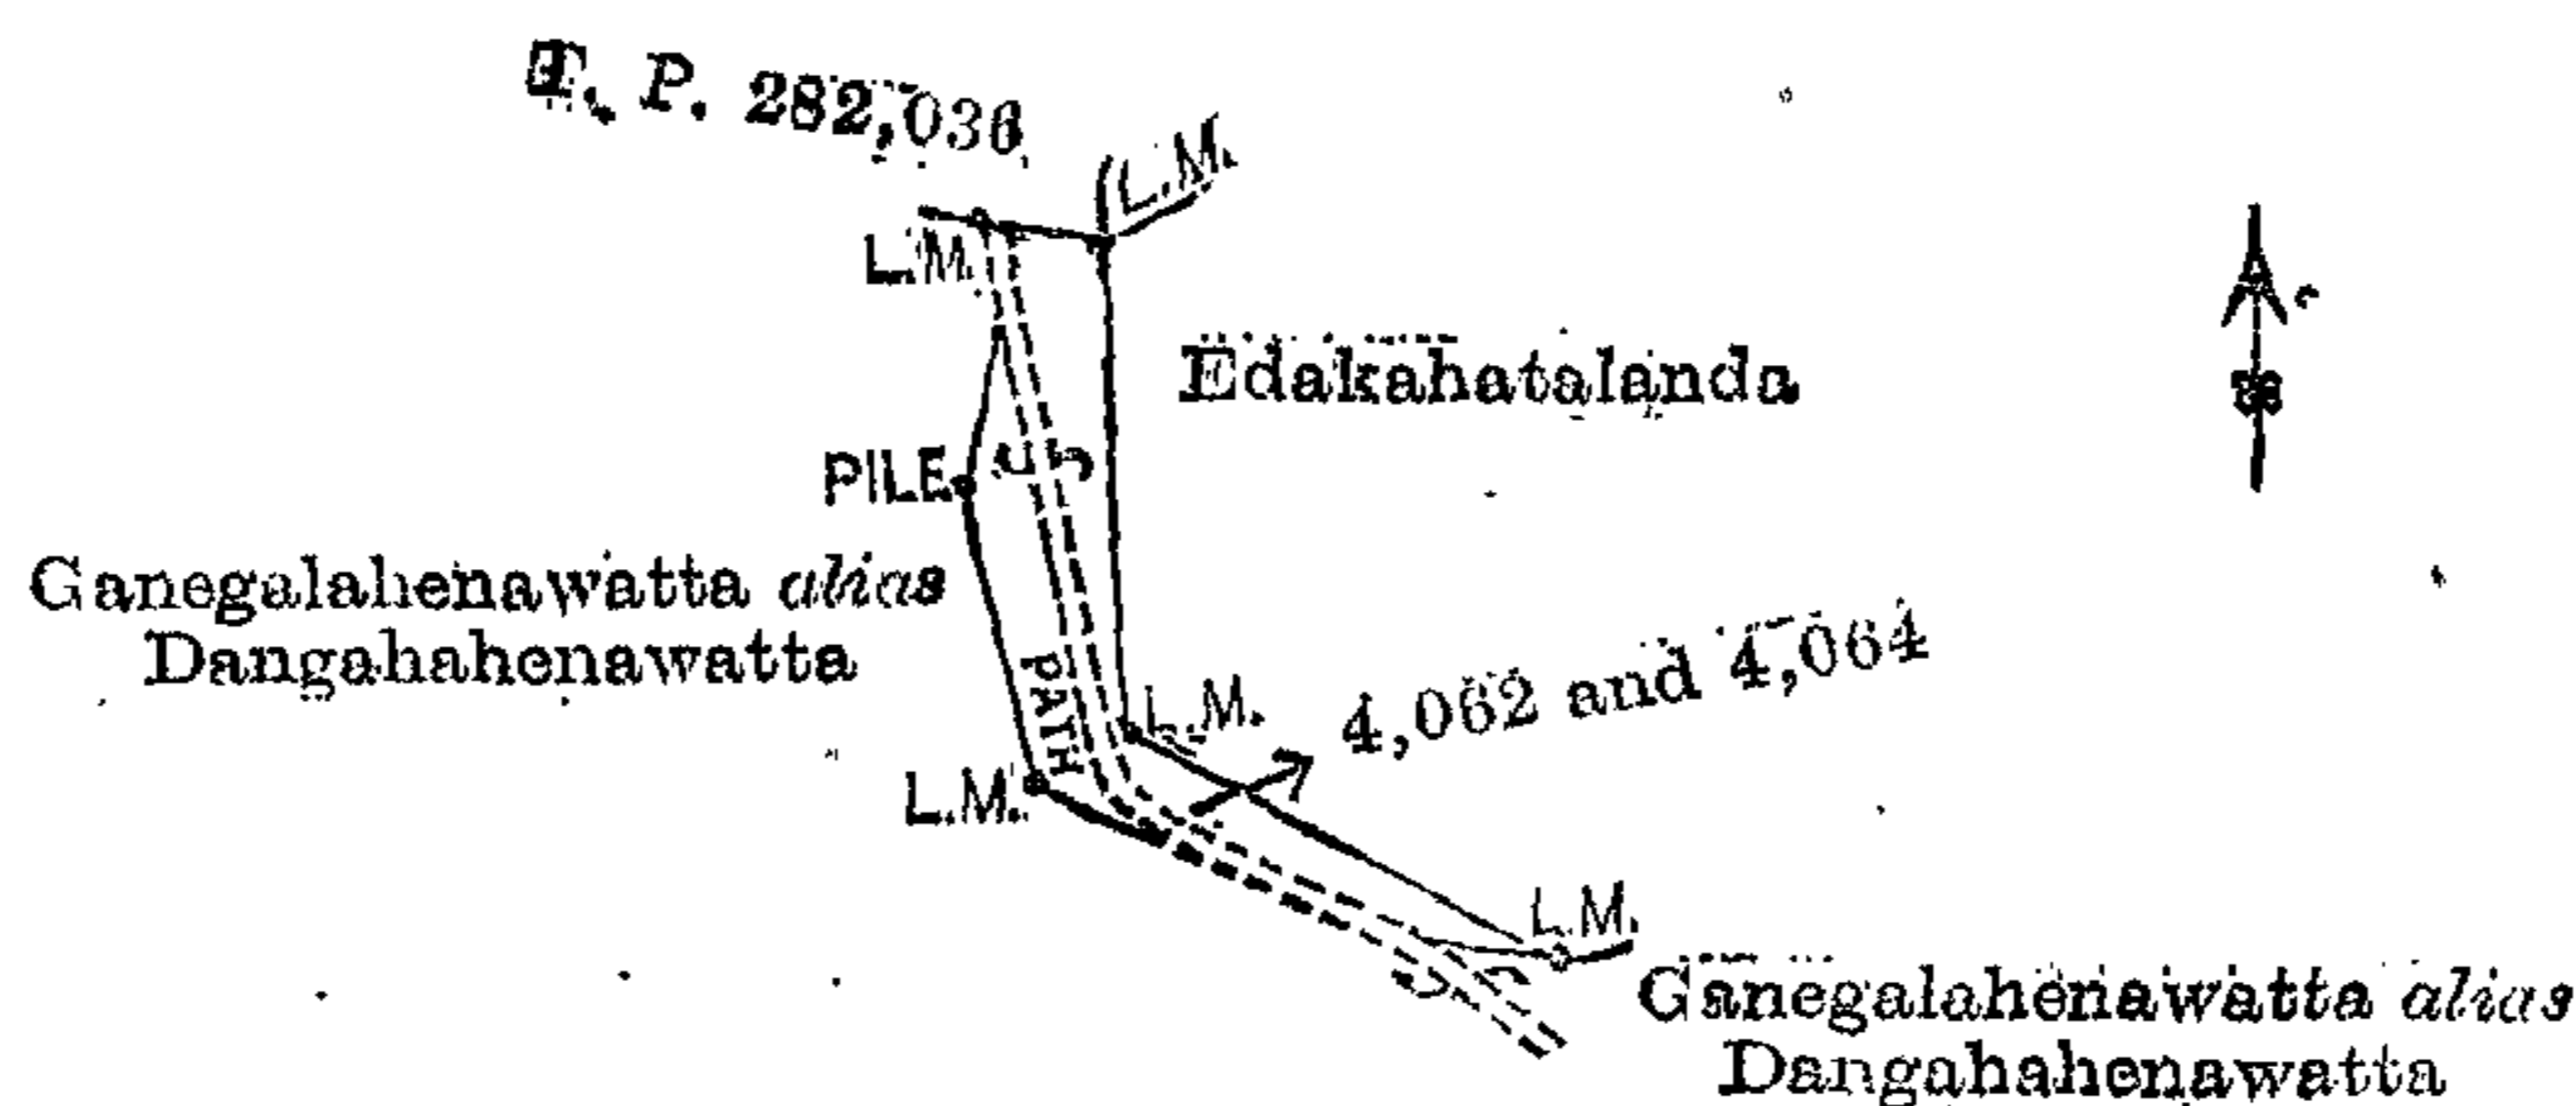 T. P. 282,036
L.M.
L.M.
Edakahatalanda
PILE
Ganegalahenawatta alias
Dangahahenawatta
PATH
L.M.
4,062 and 4,064
L.M.
L.M.
Ganegalahenawatta alias
Dangahahenawatta